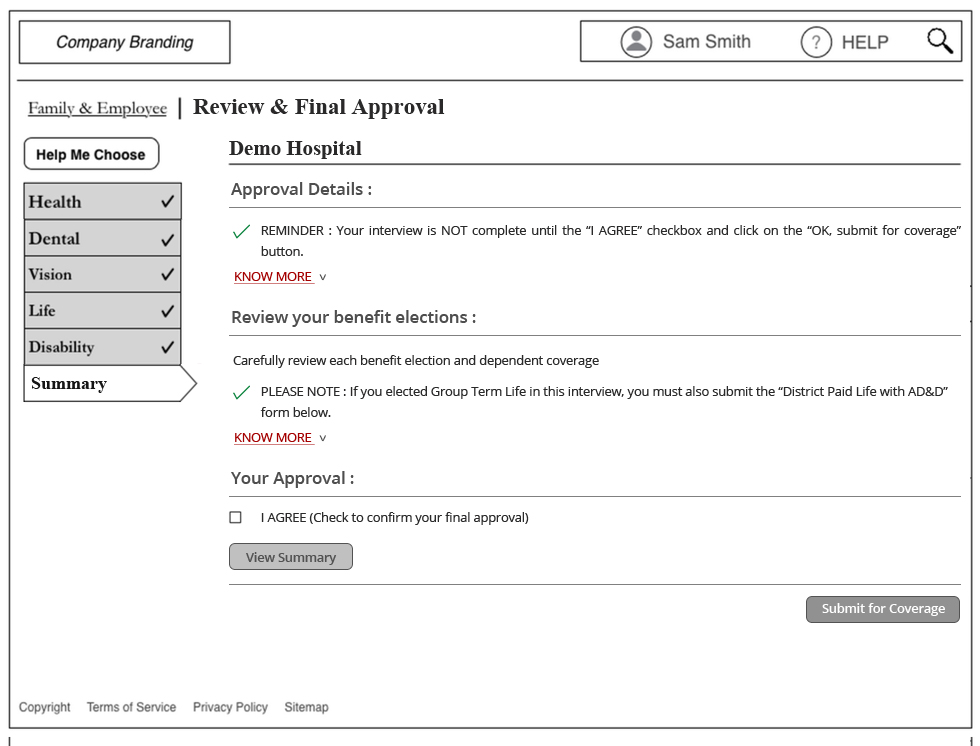 Company Branding
Sam Smith
? HELP
Family & Employee | Review & Final Approval
Help Me Choose
Health
Dental
Vision
Life
Disability
Summary
Demo Hospital
Approval Details :
REMINDER : Your interview is NOT complete until the “I AGREE” checkbox and click on the “OK, submit for coverage”
button.
KNOW MORE v
Review your benefit elections :
Carefully review each benefit election and dependent coverage
PLEASE NOTE : If you elected Group Term Life in this interview, you must also submit the “District Paid Life with AD&D”
form below.
KNOW MORE v
Your Approval :
I AGREE (Check to confirm your final approval)
View Summary
Submit for Coverage
Copyright Terms of Service Privacy Policy Sitemap